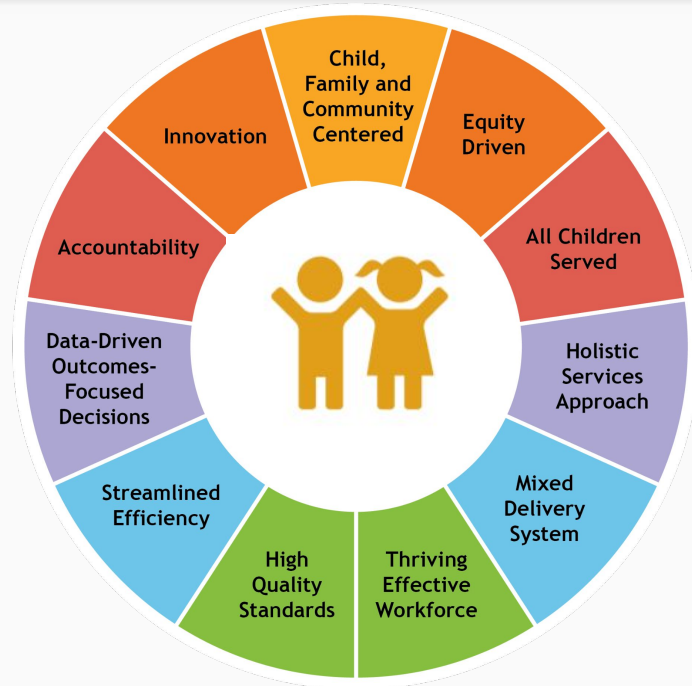 Child,
Family and
Community
Centered
Equity
Driven
All Children
Served
Holistic
Services
Approach
Mixed
Delivery
System
Thriving
Effective
Workforce
High
Quality
Standards
Streamlined
Efficiency
Data-Driven
Outcomes-
Focused
Decisions
Accountability
Innovation